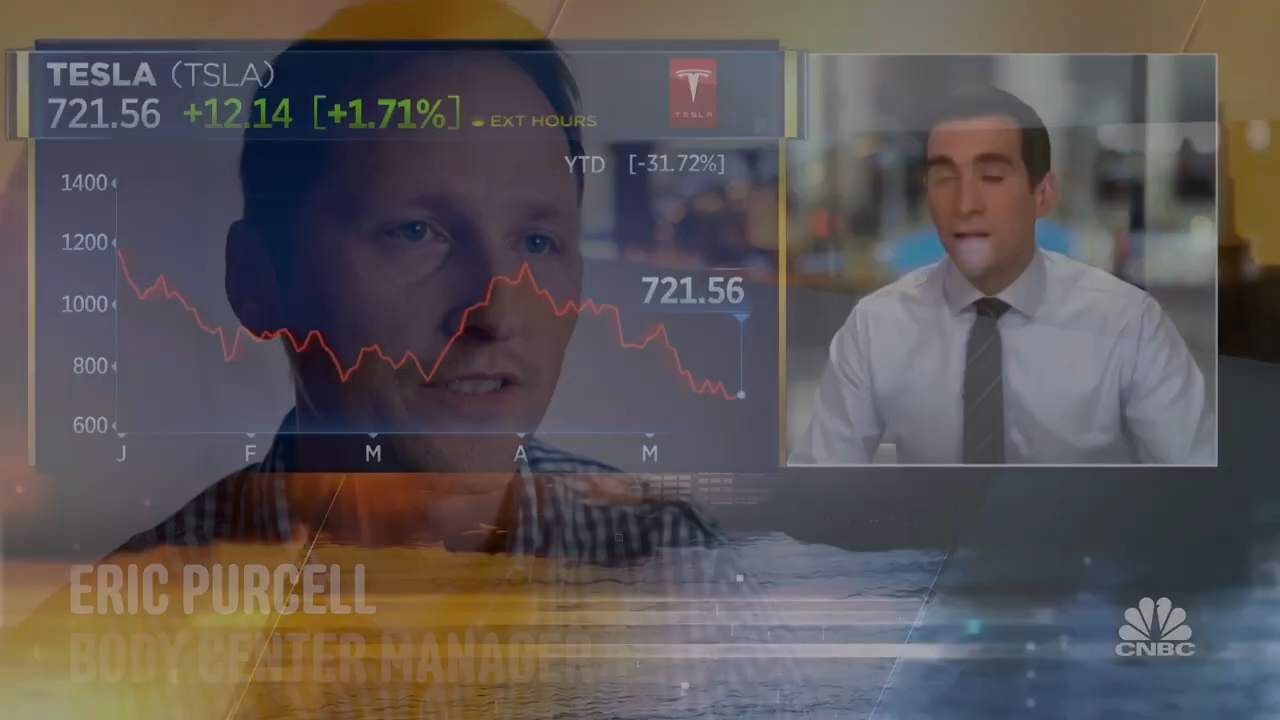 TESLA (TSLA)
721.56 +12.14 [+1.71%] EXT HOURS
TESLA
YTD [-31.72%]
1400
1200
1000
800
600
721.56
J F M A M
ERIC PURCELL
BODY CENTER MANAGER
CNBC